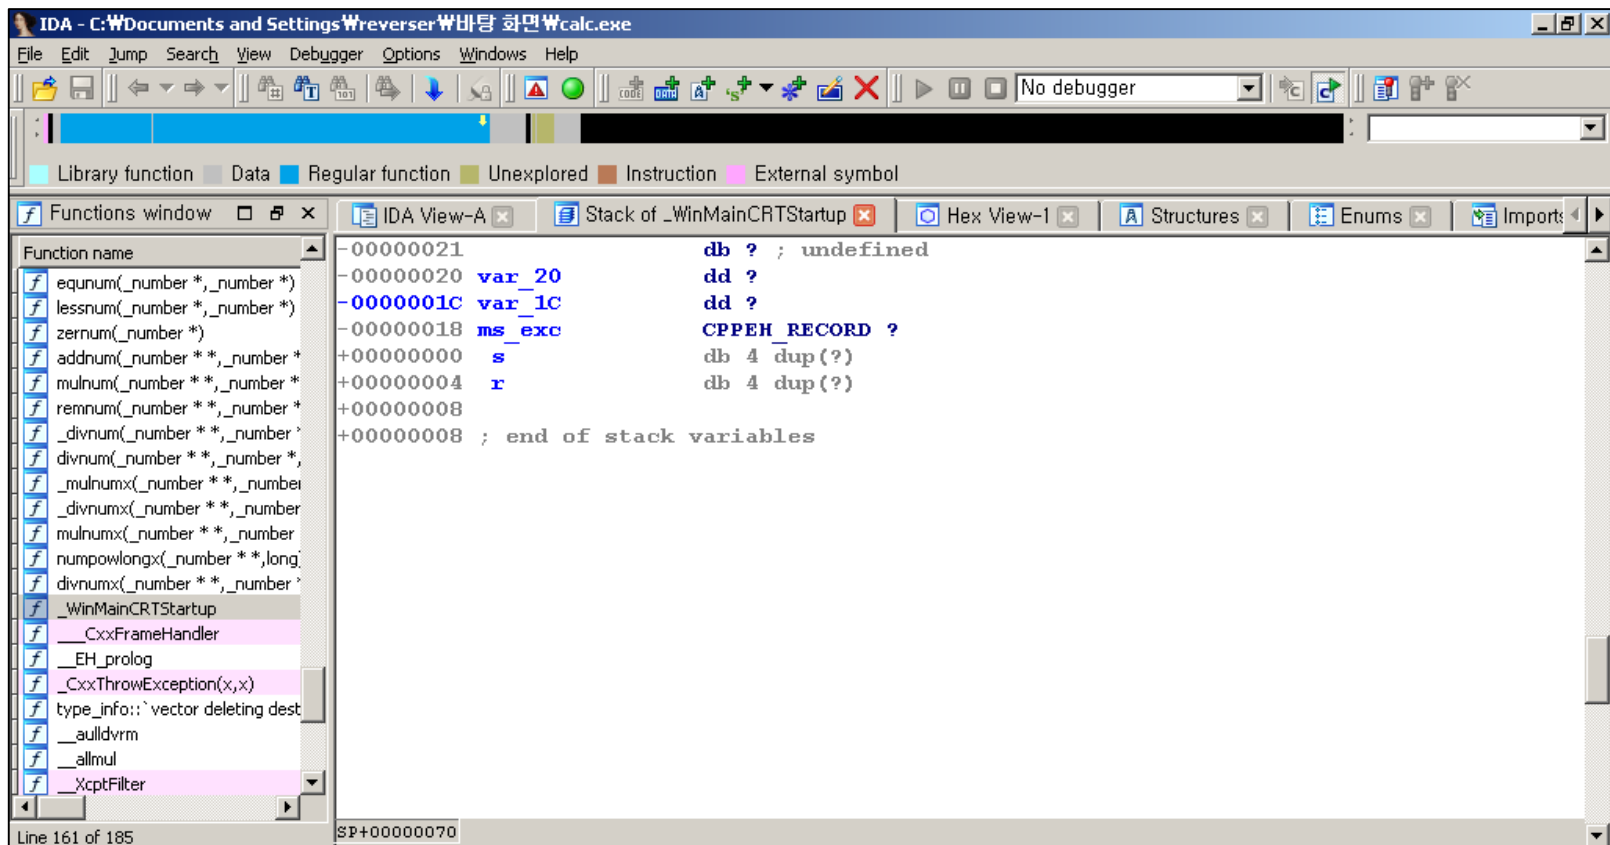 IDA - C:₩Documents and Settings₩reverser₩바탕 화면₩calc.exe
File Edit Jump Search View Debugger Options Windows Help
No debugger
Library function Data Regular function Unexplored Instruction External symbol
Functions window
IDA View-A Stack of _WinMainCRTStartup Hex View-1 Structures Enums Imports
Function name
equnum(_number *,_number *)
lessnum(_number *,_number *)
zernum(_number *)
addnum(_number * *,_number *
mulnum(_number * *,_number *
remnum(_number * *,_number *
_divnum(_number * *,_number *
divnum(_number * *,_number *,
_mulnumx(_number * *,_number
_divnumx(_number * *,_number
mulnumx(_number * *,_number
numpowlongx(_number * *,long)
divnumx(_number * *,_number *
_WinMainCRTStartup
___CxxFrameHandler
__EH_prolog
_CxxThrowException(x,x)
type_info::`vector deleting dest
__aulldvrm
__allmul
__XcptFilter
Line 161 of 185
-00000021 db ? ; undefined
-00000020 var_20 dd ?
-0000001C var_1C dd ?
-00000018 ms_exc CPPEH_RECORD ?
+00000000 s db 4 dup(?)
+00000004 r db 4 dup(?)
+00000008
+00000008 ; end of stack variables
SP+00000070